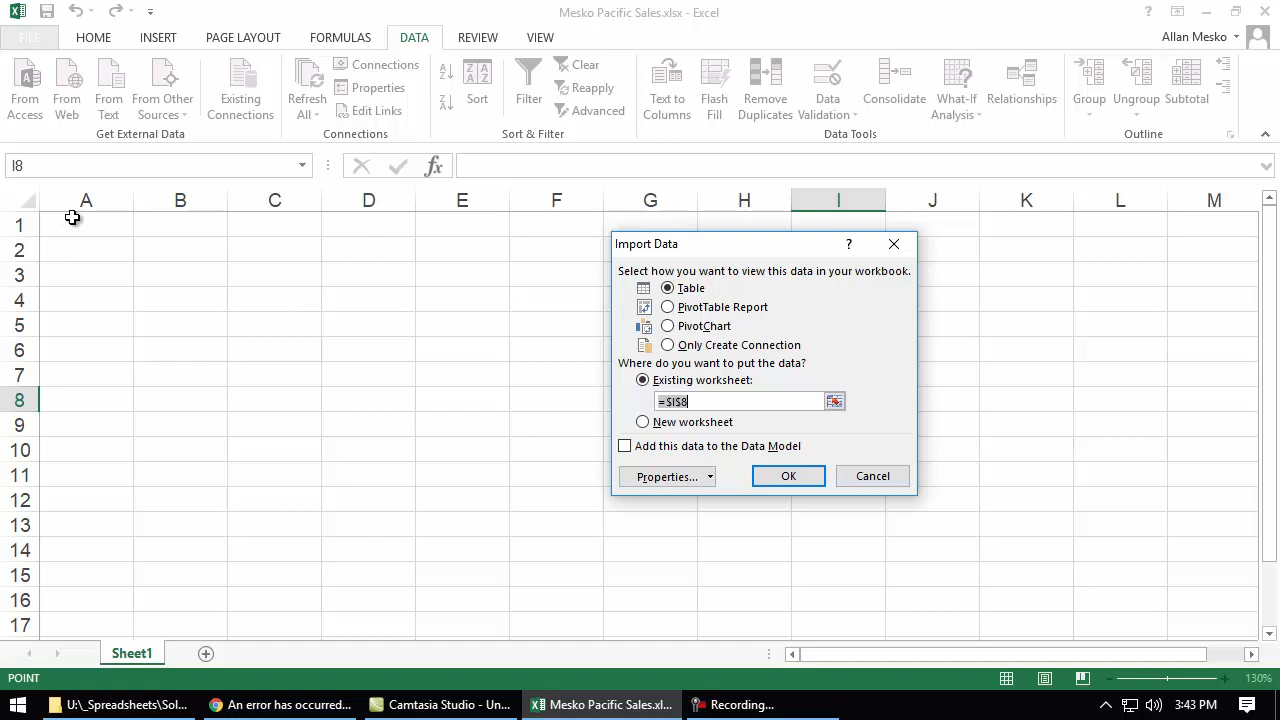 Mesko Pacific Sales.xlsx - Excel
FILE HOME INSERT PAGE LAYOUT FORMULAS DATA REVIEW VIEW Allan Mesko
From Access
From Web
From Text
From Other Sources
Existing Connections
Get External Data
Refresh All
Connections
Properties
Edit Links
Connections
Sort
Filter
Clear
Reapply
Advanced
Sort & Filter
Text to Columns
Flash Fill
Remove Duplicates
Data Validation
Consolidate
What-If Analysis
Relationships
Data Tools
Group
Ungroup
Subtotal
Outline
I8
fx
A B C D E F G H I J K L M
1
2
3
4
5
6
7
8
9
10
11
12
13
14
15
16
17
Import Data ?
Select how you want to view this data in your workbook.
Table
PivotTable Report
PivotChart
Only Create Connection
Where do you want to put the data?
Existing worksheet:
=$I$8
New worksheet
Add this data to the Data Model
Properties... OK Cancel
Sheet1
POINT 130%
U:\_Spreadsheets\Sol... An error has occurred... Camtasia Studio - Un... Mesko Pacific Sales.xl... Recording... 3:43 PM